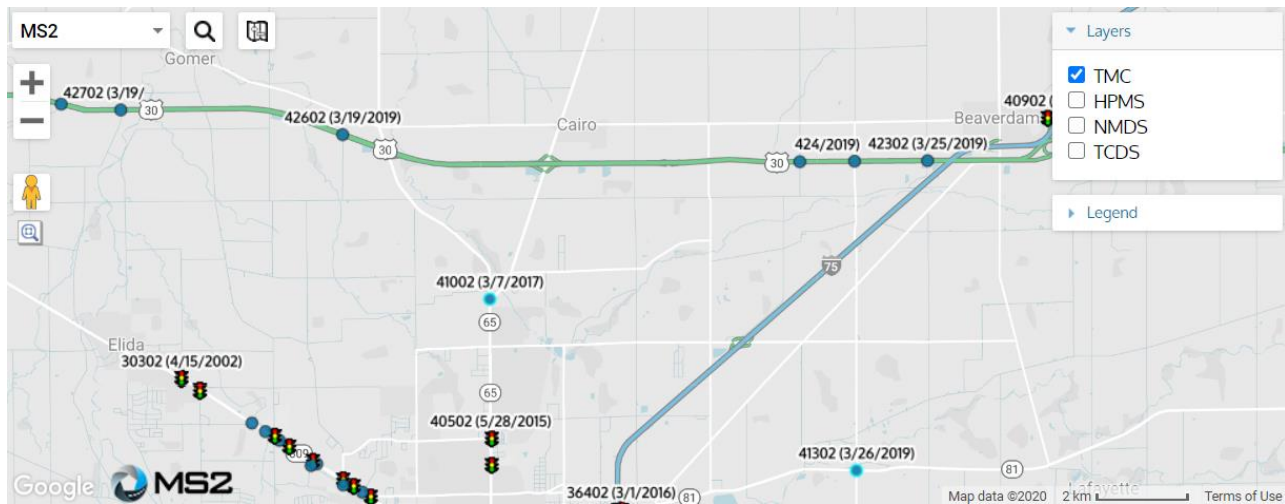 MS2
Layers
Gomer
TMC
42702 (3/19/
HPMS
40902 (
30
NMDS
42602 (3/19/2019)
Cairo
Beaverdam
424/2019)
42302 (3/25/2019)
TCDS
30
30
Legend
75
41002 (3/7/2017)
65
Elida
30302 (4/15/2002)
65
40502 (5/28/2015)
41302 (3/26/2019)
81
Google
MS2
36402 (3/1/2016)
81
Lafayette
Map data ©2020
2 km
Terms of Use